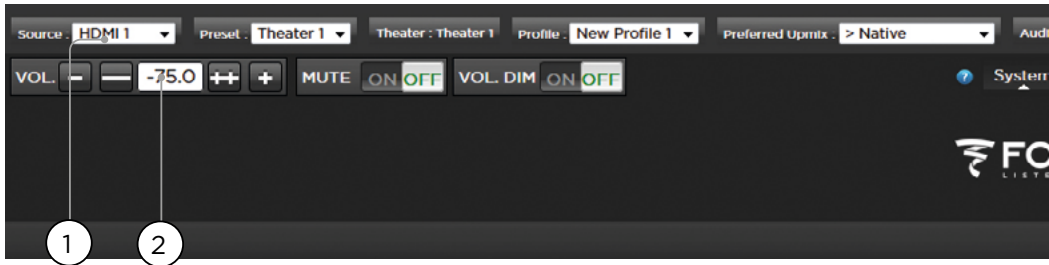 Source . HDMI 1 Preset . Theater 1 Theater : Theater 1 Profile . New Profile 1 Preferred Upmix . > Native
VOL. -75.0 MUTE ON OFF VOL. DIM ON OFF ? System
FO
1 2